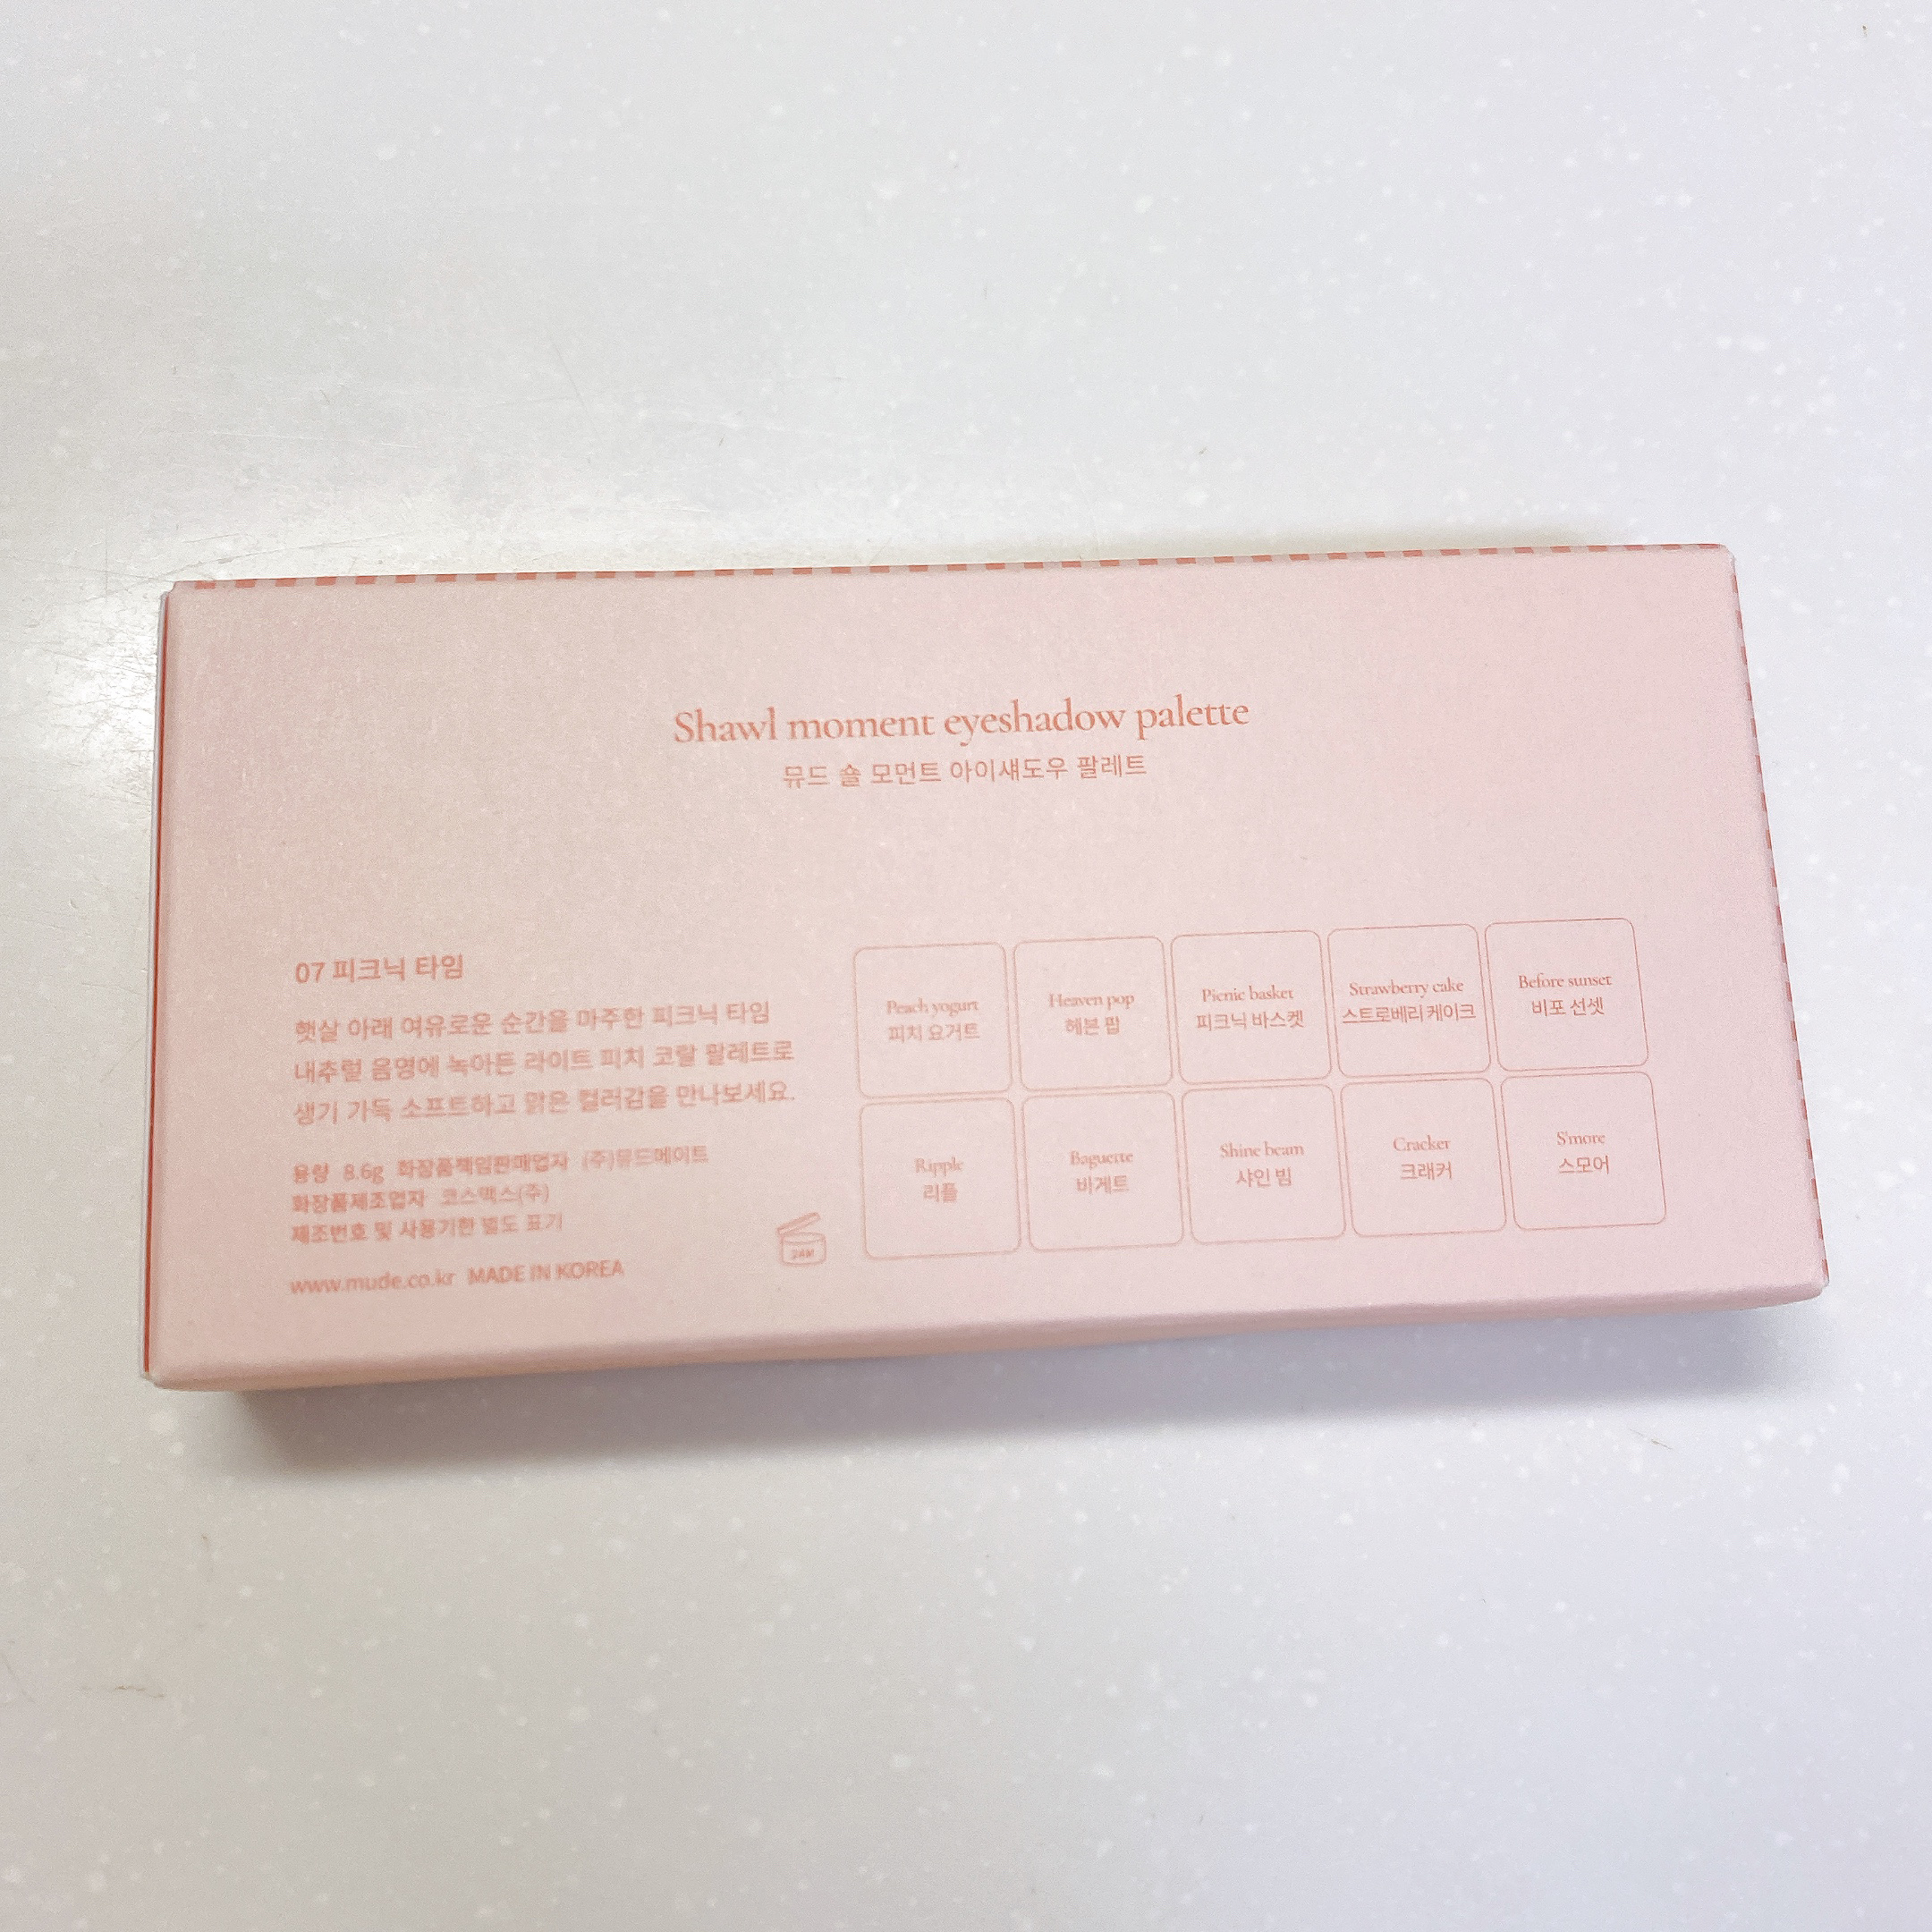 Shawl moment eyeshadow palette
뮤드 숄 모먼트 아이섀도우 팔레트
07 피크닉 타임
햇살 아래 여유로운 순간을 마주한 피크닉 타임
내추럴 음영에 녹아든 라이트 피치 코랄 팔레트로
생기 가득 소프트하고 맑은 컬러감을 만나보세요.
용량 8.6g 화장품책임판매업자 (주)뮤드메이트
화장품제조업자 코스맥스(주)
제조번호 및 사용기한 별도 표기
www.mude.co.kr MADE IN KOREA
24M
Peach yogurt
피치 요거트
Heaven pop
헤븐 팝
Picnic basket
피크닉 바스켓
Strawberry cake
스트로베리 케이크
Before sunset
비포 선셋
Ripple
리플
Baguette
바게트
Shine beam
샤인 빔
Cracker
크래커
S'more
스모어